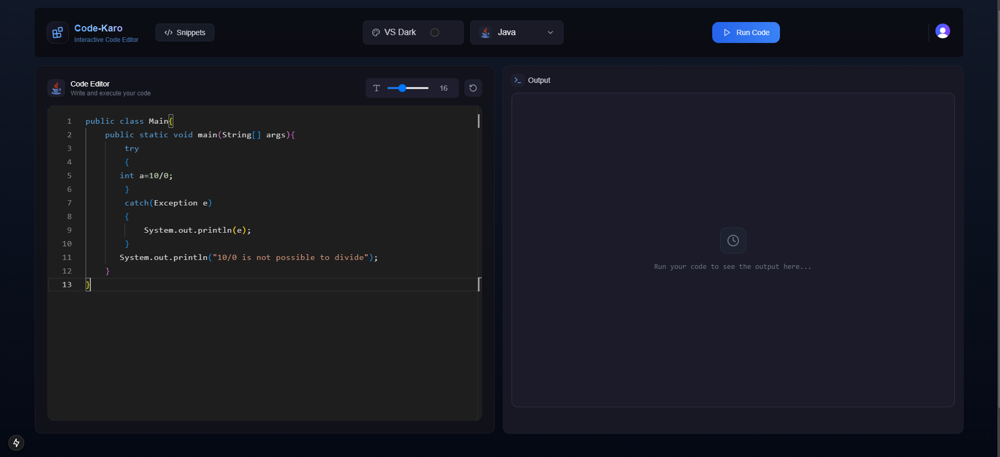 Code-Karo
Interactive Code Editor
</> Snippets
VS Dark
Java
Run Code
Code Editor
Write and execute your code
16
1 public class Main{
2     public static void main(String[] args){
3         try
4         {
5        int a=10/0;
6         }
7         catch(Exception e)
8         {
9             System.out.println(e);
10         }
11        System.out.println("10/0 is not possible to divide");
12     }
13 }
Output
Run your code to see the output here...